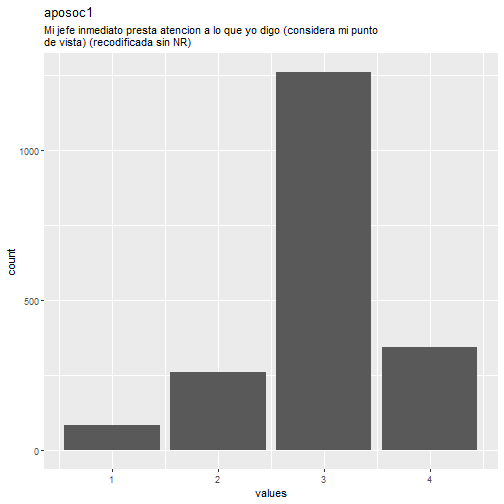 aposoc1
Mi jefe inmediato presta atencion a lo que yo digo (considera mi punto
de vista) (recodificada sin NR)
1000
500
0
count
1 2 3 4
values